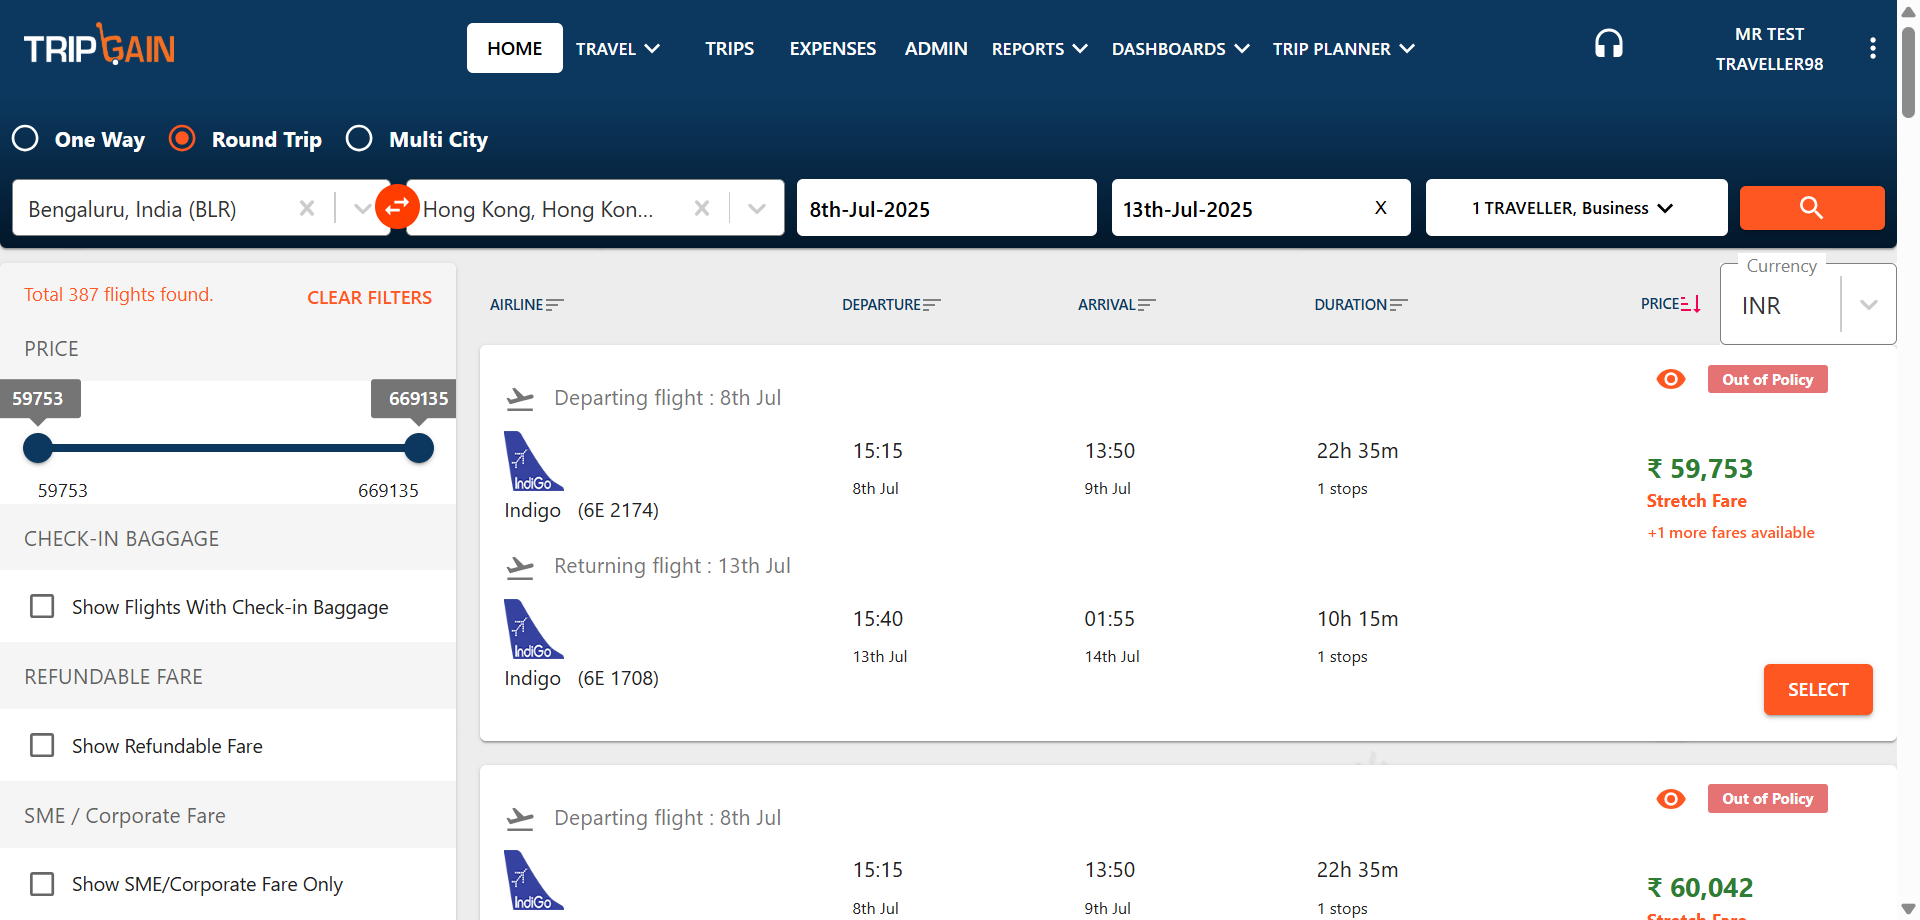 TRIPGAIN
HOME
TRAVEL
TRIPS
EXPENSES
ADMIN
REPORTS
DASHBOARDS
TRIP PLANNER
MR TEST
TRAVELLER98
One Way
Round Trip
Multi City
Bengaluru, India (BLR)
Hong Kong, Hong Kon...
8th-Jul-2025
13th-Jul-2025
X
1 TRAVELLER, Business
Total 387 flights found.
CLEAR FILTERS
PRICE
59753
669135
59753
669135
CHECK-IN BAGGAGE
Show Flights With Check-in Baggage
REFUNDABLE FARE
Show Refundable Fare
SME / Corporate Fare
Show SME/Corporate Fare Only
AIRLINE
DEPARTURE
ARRIVAL
DURATION
PRICE
Currency
INR
Out of Policy
Departing flight : 8th Jul
IndiGo
Indigo (6E 2174)
15:15
8th Jul
13:50
9th Jul
22h 35m
1 stops
₹ 59,753
Stretch Fare
+1 more fares available
Returning flight : 13th Jul
IndiGo
Indigo (6E 1708)
15:40
13th Jul
01:55
14th Jul
10h 15m
1 stops
SELECT
Out of Policy
Departing flight : 8th Jul
IndiGo
15:15
8th Jul
13:50
9th Jul
22h 35m
1 stops
₹ 60,042
Stretch Fare